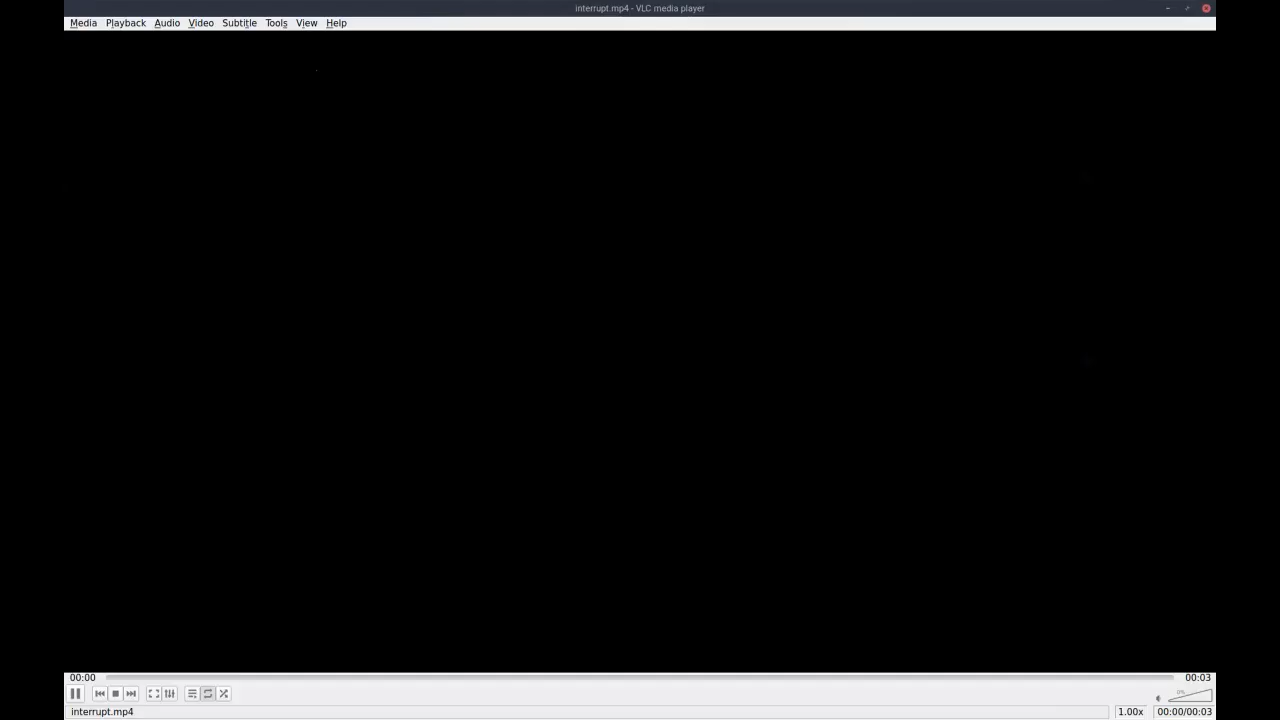 interrupt.mp4 - VLC media player
Media Playback Audio Video Subtitle Tools View Help
00:00 00:03
0%
interrupt.mp4 1.00x 00:00/00:03